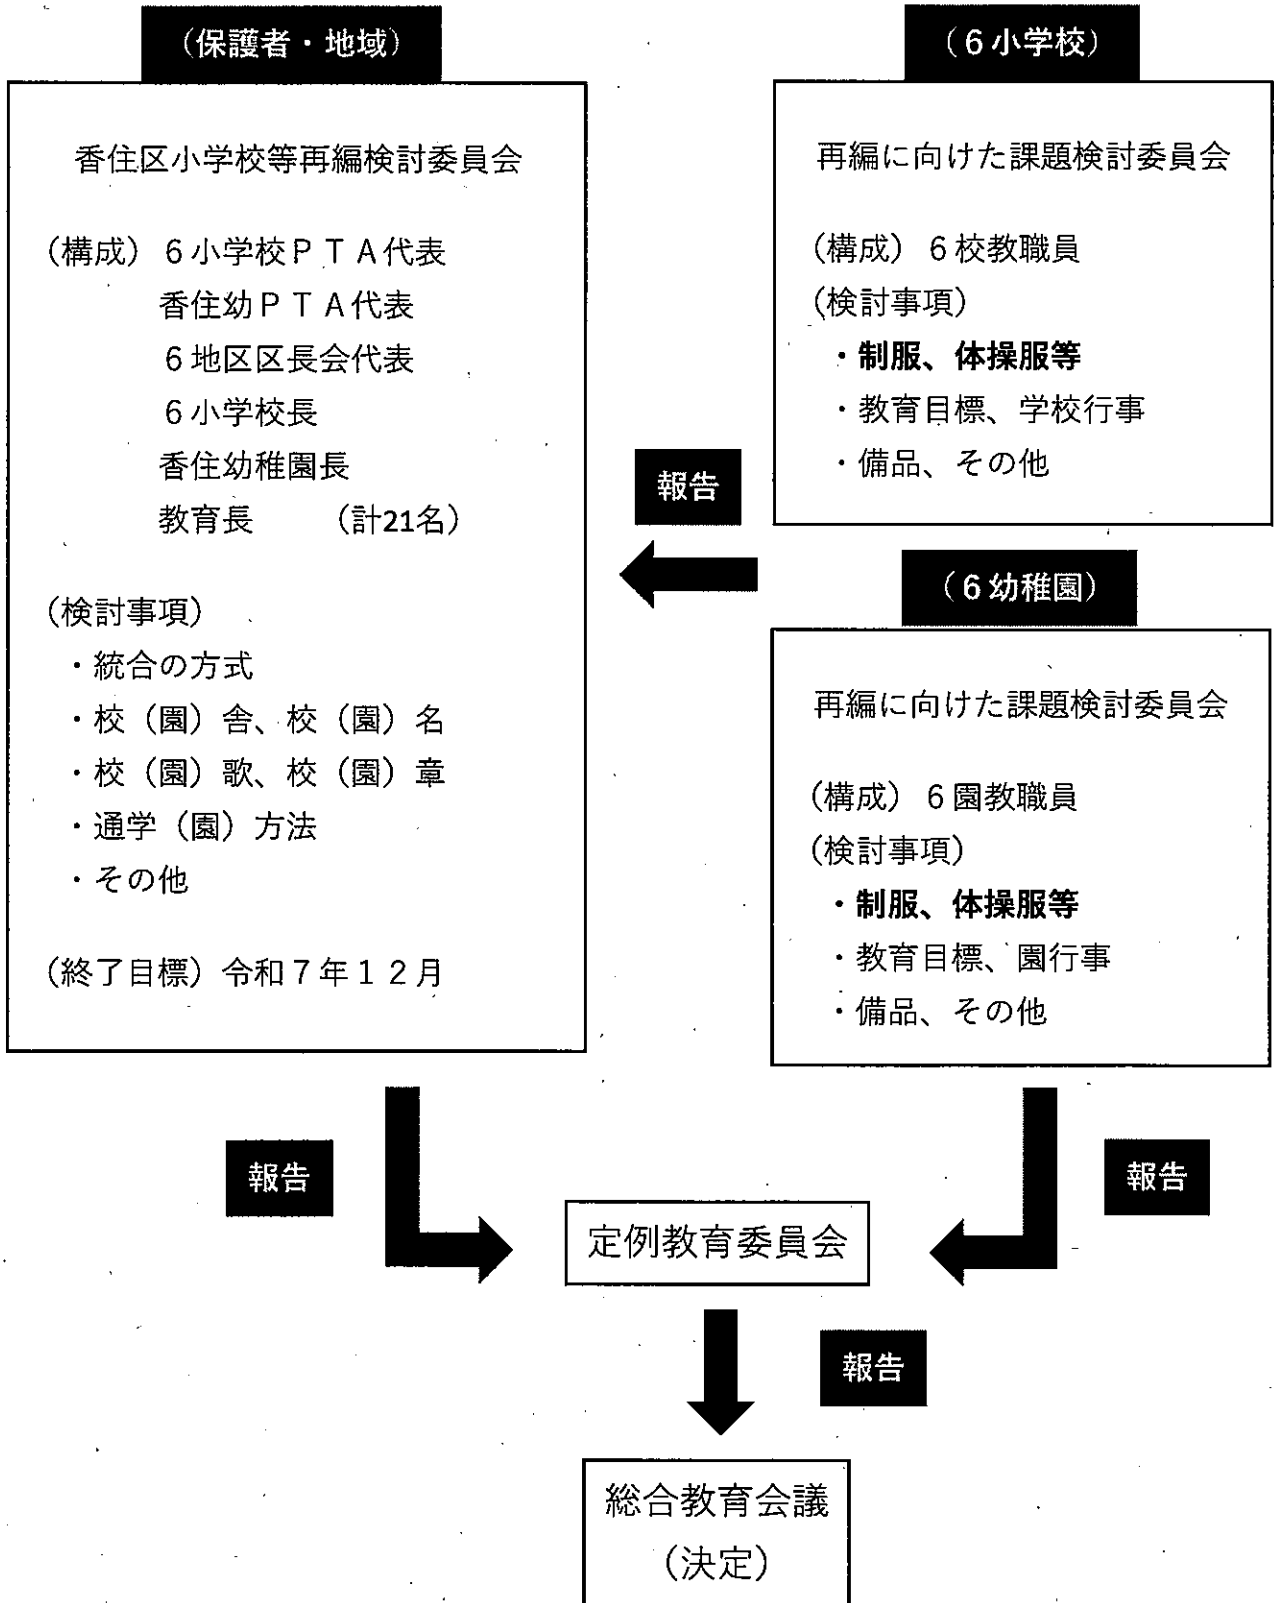 （保護者・地域）
香住区小学校等再編検討委員会
（構成）６小学校ＰＴＡ代表
香住幼ＰＴＡ代表
６地区区長会代表
６小学校長
香住幼稚園長
教育長　　（計21名）
（検討事項）
・統合の方式
・校（園）舎、校（園）名
・校（園）歌、校（園）章
・通学（園）方法
・その他
（終了目標）令和７年１２月
（６小学校）
再編に向けた課題検討委員会
（構成）６校教職員
（検討事項）
・制服、体操服等
・教育目標、学校行事
・備品、その他
報告
（６幼稚園）
再編に向けた課題検討委員会
（構成）６園教職員
（検討事項）
・制服、体操服等
・教育目標、園行事
・備品、その他
報告
報告
定例教育委員会
報告
総合教育会議
（決定）